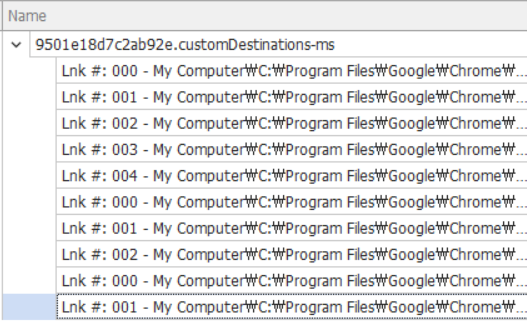 Name
9501e18d7c2ab92e.customDestinations-ms
Lnk #: 000 - My Computer₩C:₩Program Files₩Google₩Chrome₩...
Lnk #: 001 - My Computer₩C:₩Program Files₩Google₩Chrome₩...
Lnk #: 002 - My Computer₩C:₩Program Files₩Google₩Chrome₩...
Lnk #: 003 - My Computer₩C:₩Program Files₩Google₩Chrome₩...
Lnk #: 004 - My Computer₩C:₩Program Files₩Google₩Chrome₩...
Lnk #: 000 - My Computer₩C:₩Program Files₩Google₩Chrome₩...
Lnk #: 001 - My Computer₩C:₩Program Files₩Google₩Chrome₩...
Lnk #: 002 - My Computer₩C:₩Program Files₩Google₩Chrome₩...
Lnk #: 000 - My Computer₩C:₩Program Files₩Google₩Chrome₩...
Lnk #: 001 - My Computer₩C:₩Program Files₩Google₩Chrome₩...